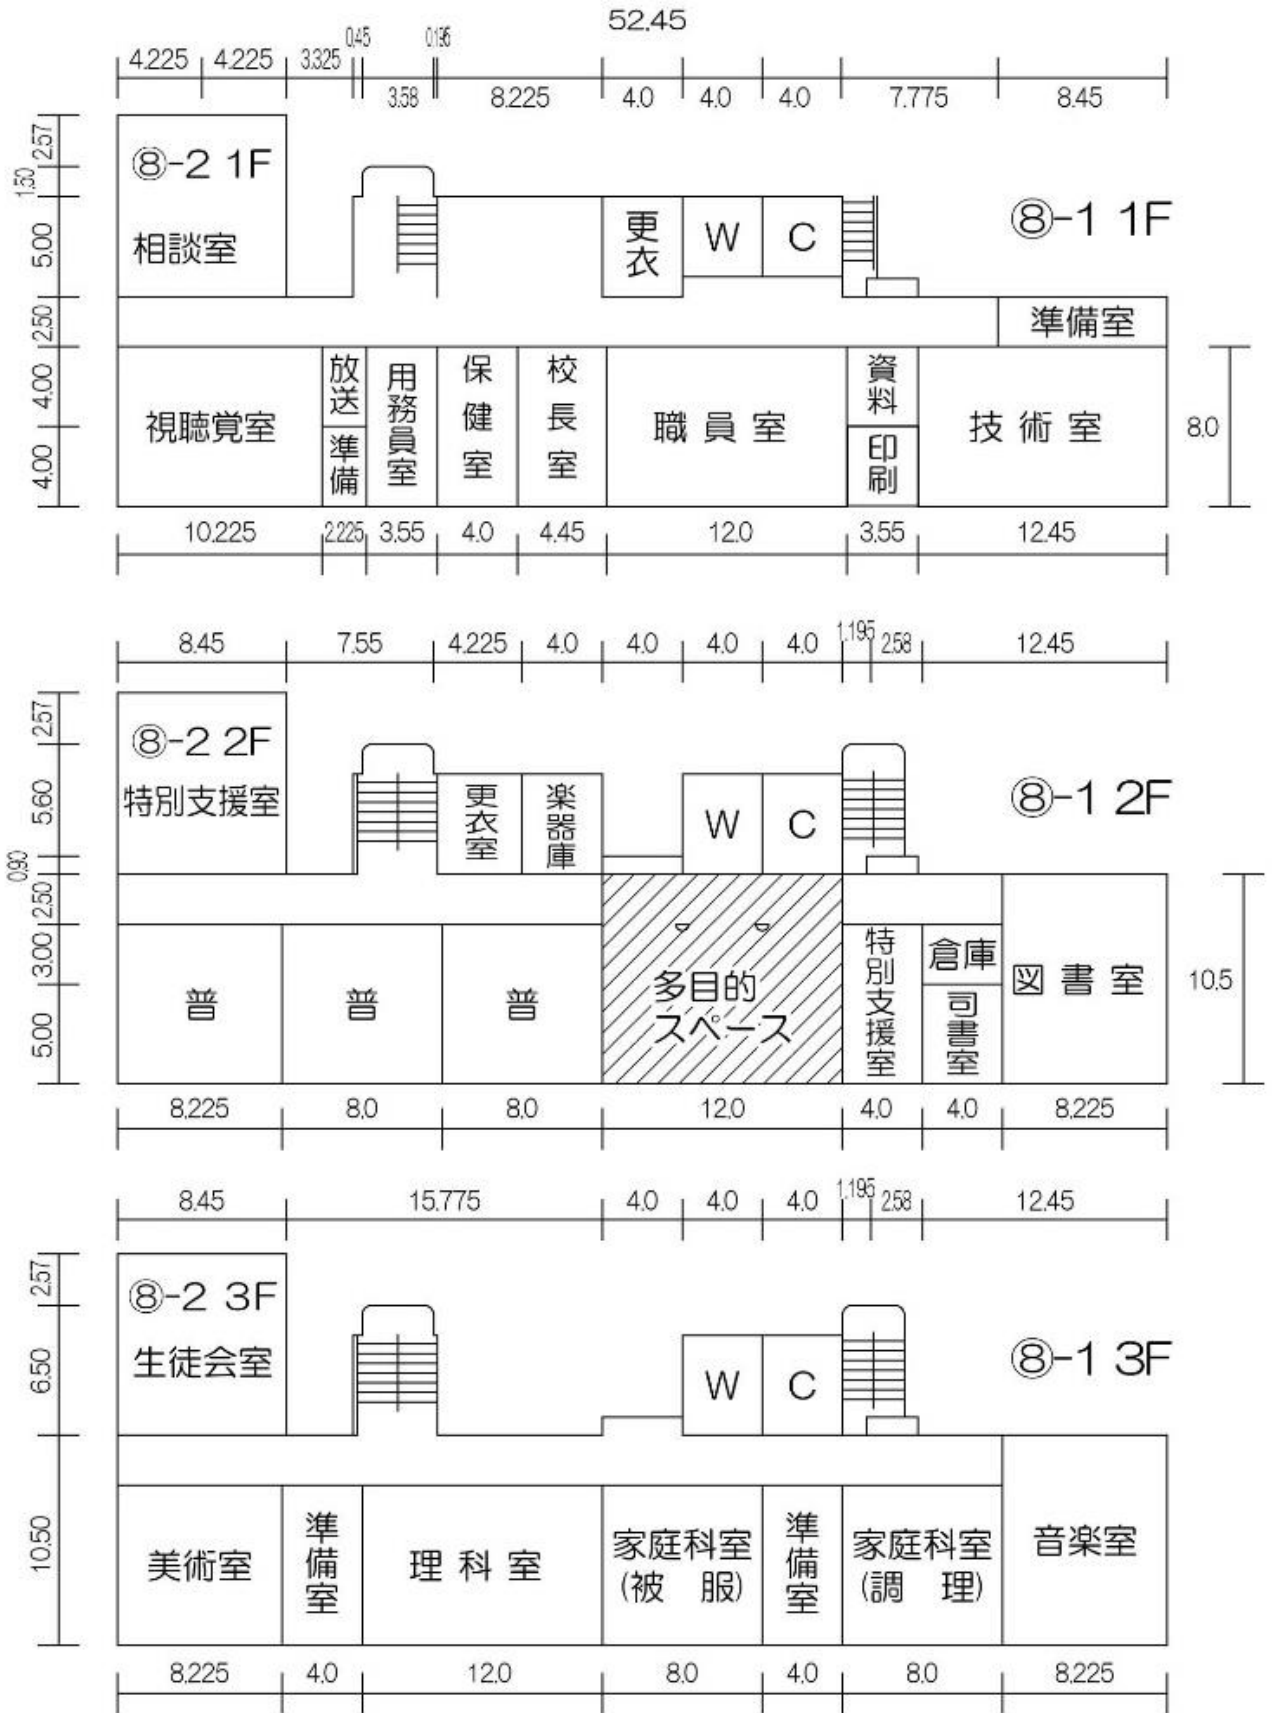 52.45
0.45 0.195
4.225 4.225 3.325
3.58 8.225 4.0 4.0 4.0 7.775 8.45
2.57
1.50
5.00
2.50
4.00
4.00
⑧-2 1F
相談室
更衣
W C
⑧-1 1F
準備室
視聴覚室
放送
準備
用務員室
保健室
校長室
職員室
資料
印刷
技術室
8.0
10.225 2.225 3.55 4.0 4.45 12.0 3.55 12.45
8.45 7.55 4.225 4.0 4.0 4.0 4.0 1.195 2.58 12.45
2.57
5.60
0.90
2.50
3.00
5.00
⑧-2 2F
特別支援室
更衣室
楽器庫
W C
⑧-1 2F
普 普 普
多目的
スペース
特別支援室
倉庫
司書室
図書室
10.5
8.225 8.0 8.0 12.0 4.0 4.0 8.225
8.45 15.775 4.0 4.0 4.0 1.195 2.58 12.45
2.57
6.50
10.50
⑧-2 3F
生徒会室
W C
⑧-1 3F
美術室
準備室
理科室
家庭科室
(被 服)
準備室
家庭科室
(調 理)
音楽室
8.225 4.0 12.0 8.0 4.0 8.0 8.225